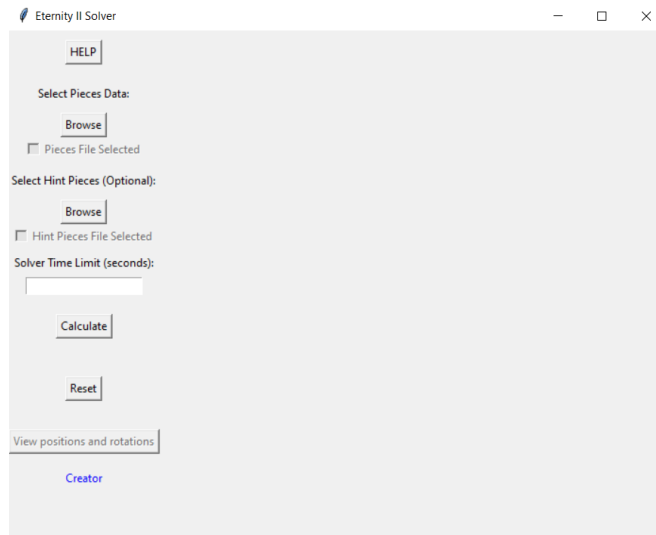 Eternity II Solver
HELP
Select Pieces Data:
Browse
Pieces File Selected
Select Hint Pieces (Optional):
Browse
Hint Pieces File Selected
Solver Time Limit (seconds):
Calculate
Reset
View positions and rotations
Creator